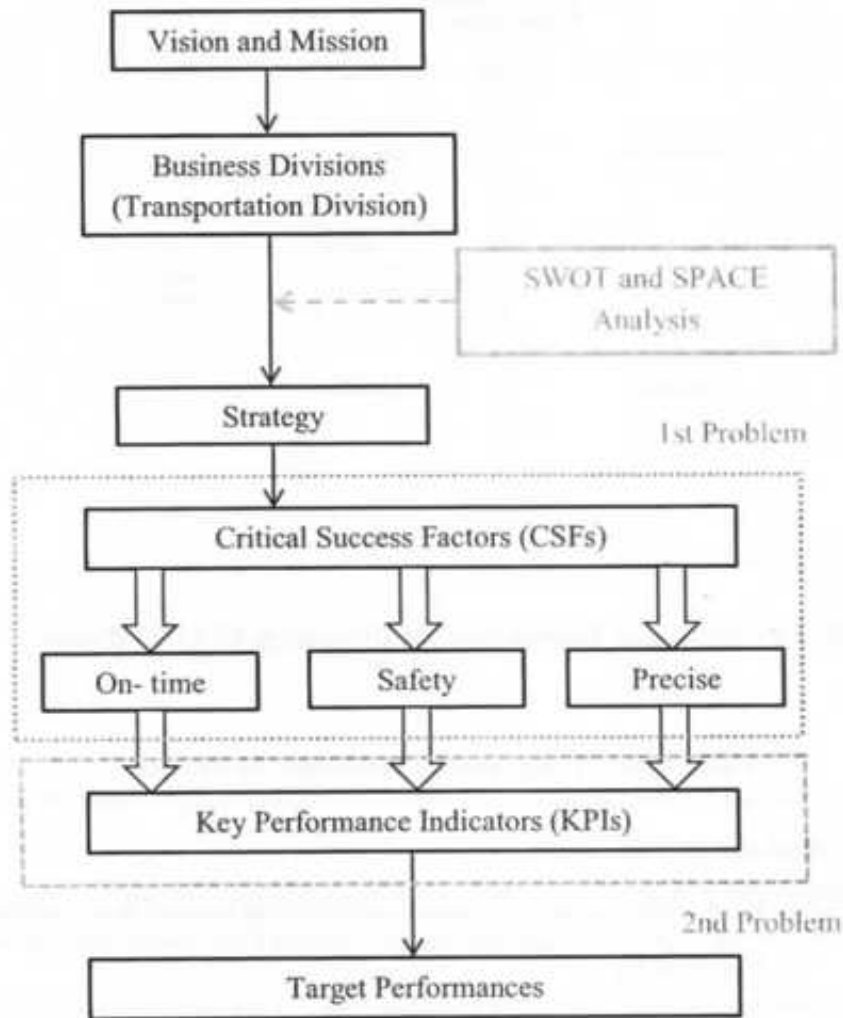 Vision and Mission
Business Divisions
(Transportation Division)
SWOT and SPACE
Analysis
Strategy
1st Problem
Critical Success Factors (CSFs)
On- time
Safety
Precise
Key Performance Indicators (KPIs)
2nd Problem
Target Performances